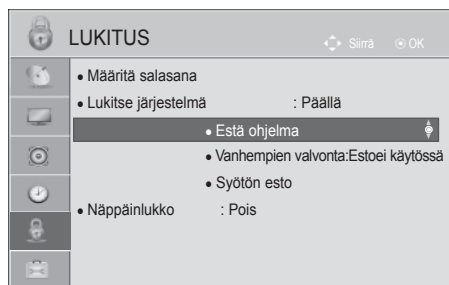 LUKITUS
Siirrä OK
Määritä salasana
Lukitse järjestelmä : Päällä
Estä ohjelma
Vanhempien valvonta:Estoei käytössä
Syötön esto
Näppäinlukko : Pois